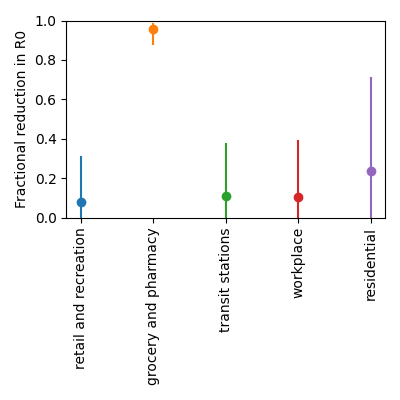 Fractional reduction in R0
1.0
0.8
0.6
0.4
0.2
0.0
retail and recreation
grocery and pharmacy
transit stations
workplace
residential